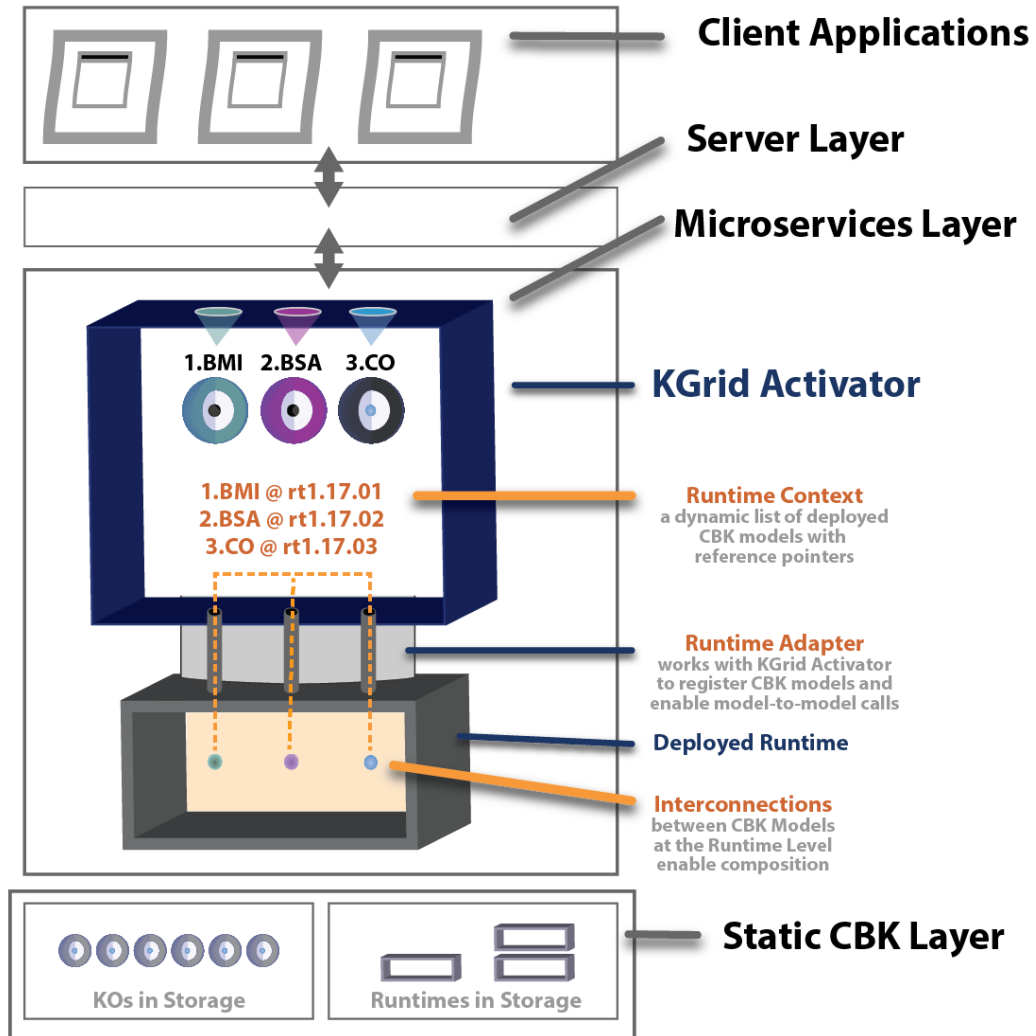 Client Applications
Server Layer
Microservices Layer
1.BMI 2.BSA 3.CO
KGrid Activator
1.BMI @ rt1.17.01
2.BSA @ rt1.17.02
3.CO @ rt1.17.03
Runtime Context
a dynamic list of deployed
CBK models with
reference pointers
Runtime Adapter
works with KGrid Activator
to register CBK models and
enable model-to-model calls
Deployed Runtime
Interconnections
between CBK Models
at the Runtime Level
enable composition
Static CBK Layer
KOs in Storage
Runtimes in Storage